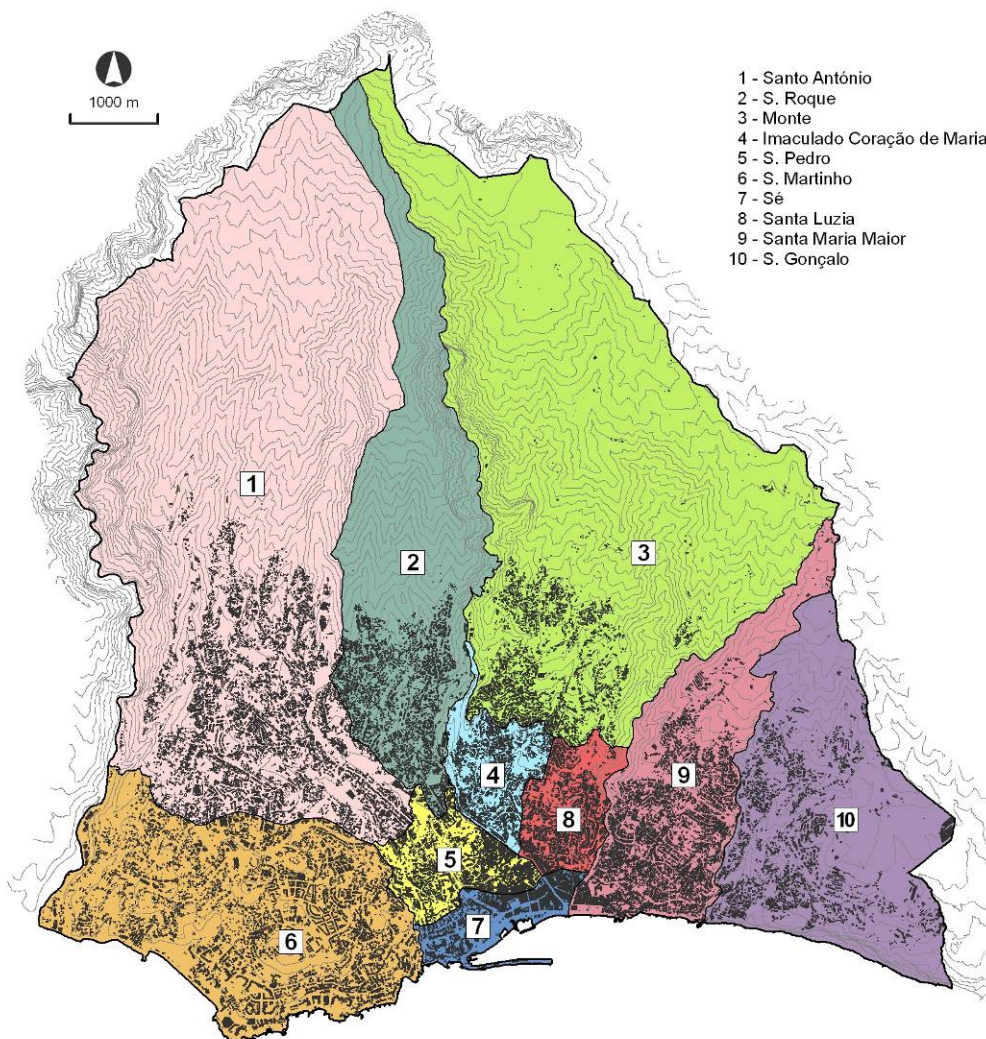 1000 m
1 - Santo António
2 - S. Roque
3 - Monte
4 - Imaculado Coração de Maria
5 - S. Pedro
6 - S. Martinho
7 - Sé
8 - Santa Luzia
9 - Santa Maria Maior
10 - S. Gonçalo
1
2
3
4
9
8
10
5
7
6